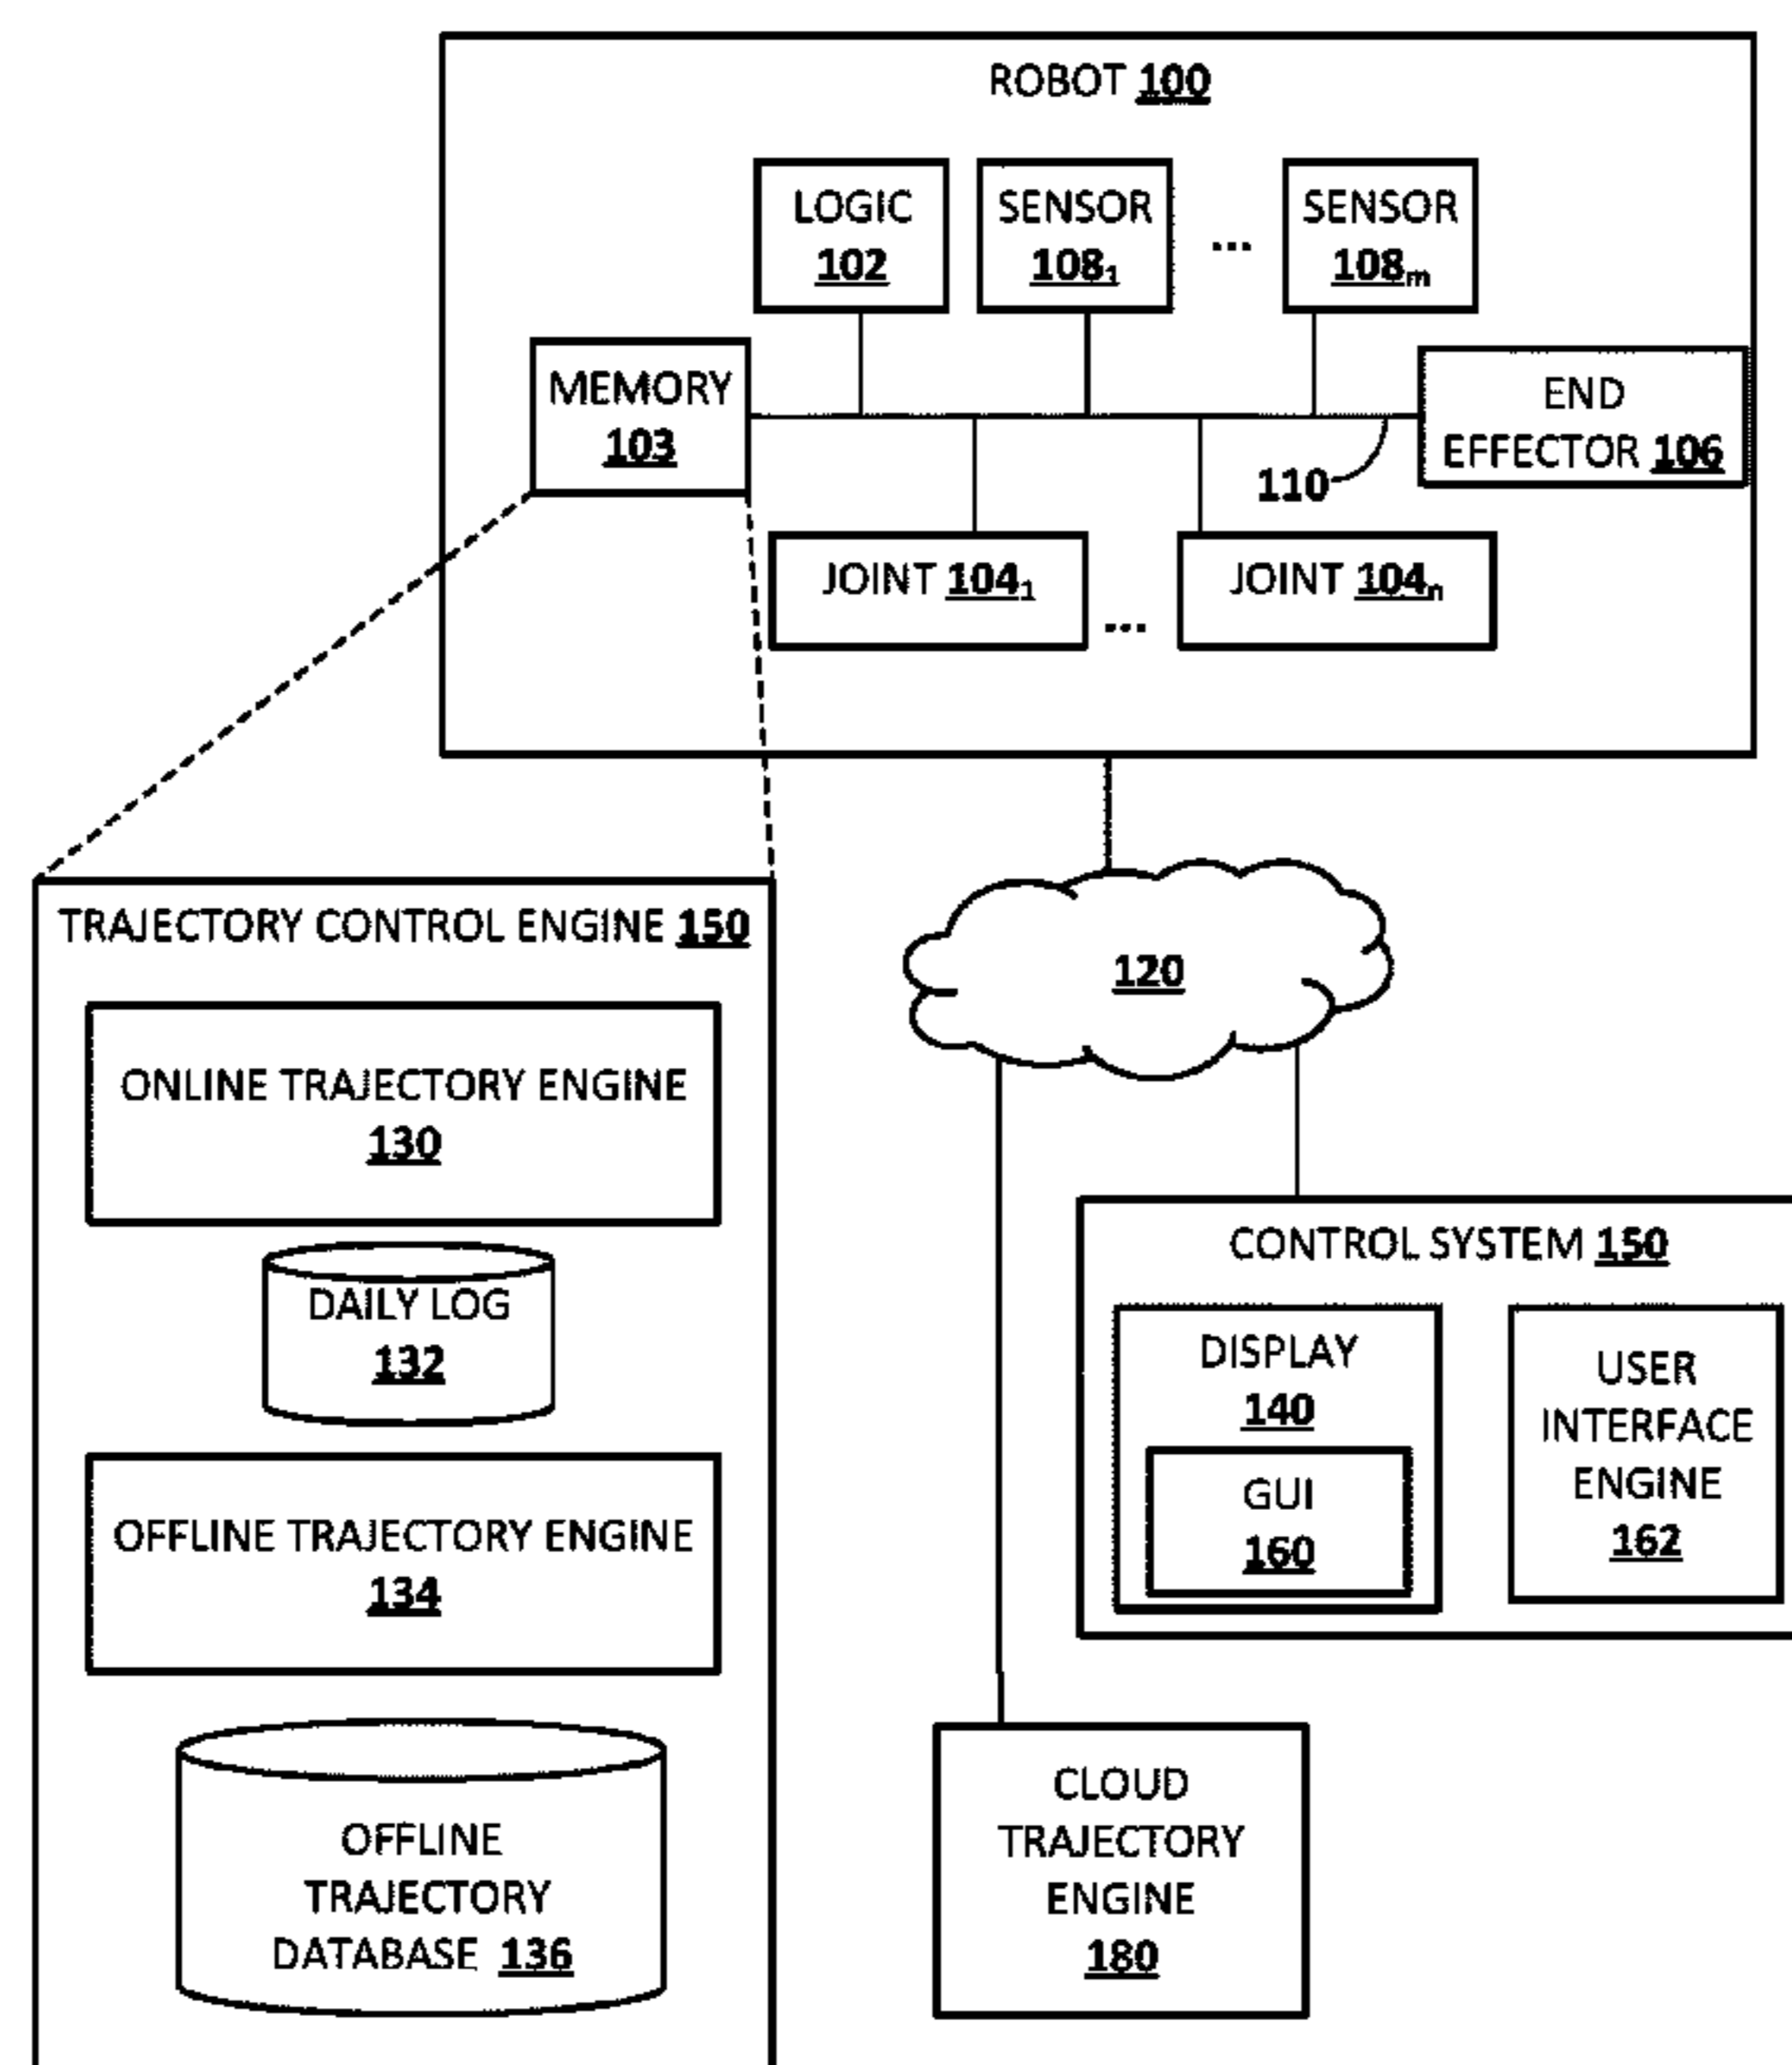 ROBOT 100
LOGIC
102
SENSOR
108₁
...
SENSOR
108ₘ
MEMORY
103
END
EFFECTOR 106
110
JOINT 104₁
...
JOINT 104ₙ
TRAJECTORY CONTROL ENGINE 150
ONLINE TRAJECTORY ENGINE
130
DAILY LOG
132
OFFLINE TRAJECTORY ENGINE
134
OFFLINE
TRAJECTORY
DATABASE 136
120
CONTROL SYSTEM 150
DISPLAY
140
GUI
160
USER
INTERFACE
ENGINE
162
CLOUD
TRAJECTORY
ENGINE
180